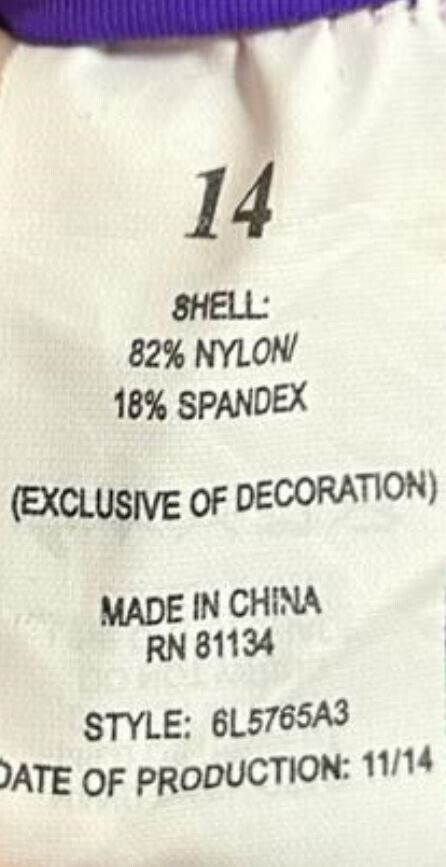 14
SHELL:
82% NYLON/
18% SPANDEX
(EXCLUSIVE OF DECORATION)
MADE IN CHINA
RN 81134
STYLE: 6L5765A3
DATE OF PRODUCTION: 11/14